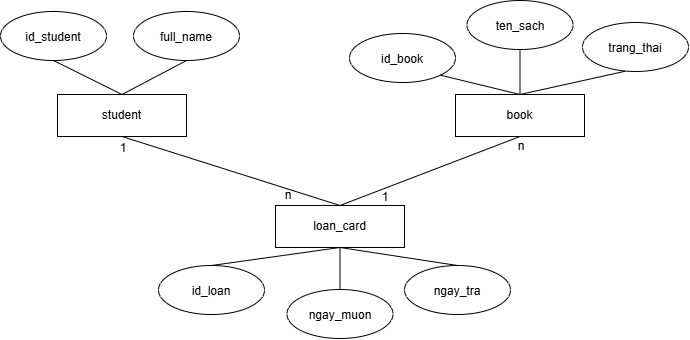 id_student
full_name
id_book
ten_sach
trang_thai
student
book
1
n
n
1
loan_card
id_loan
ngay_muon
ngay_tra